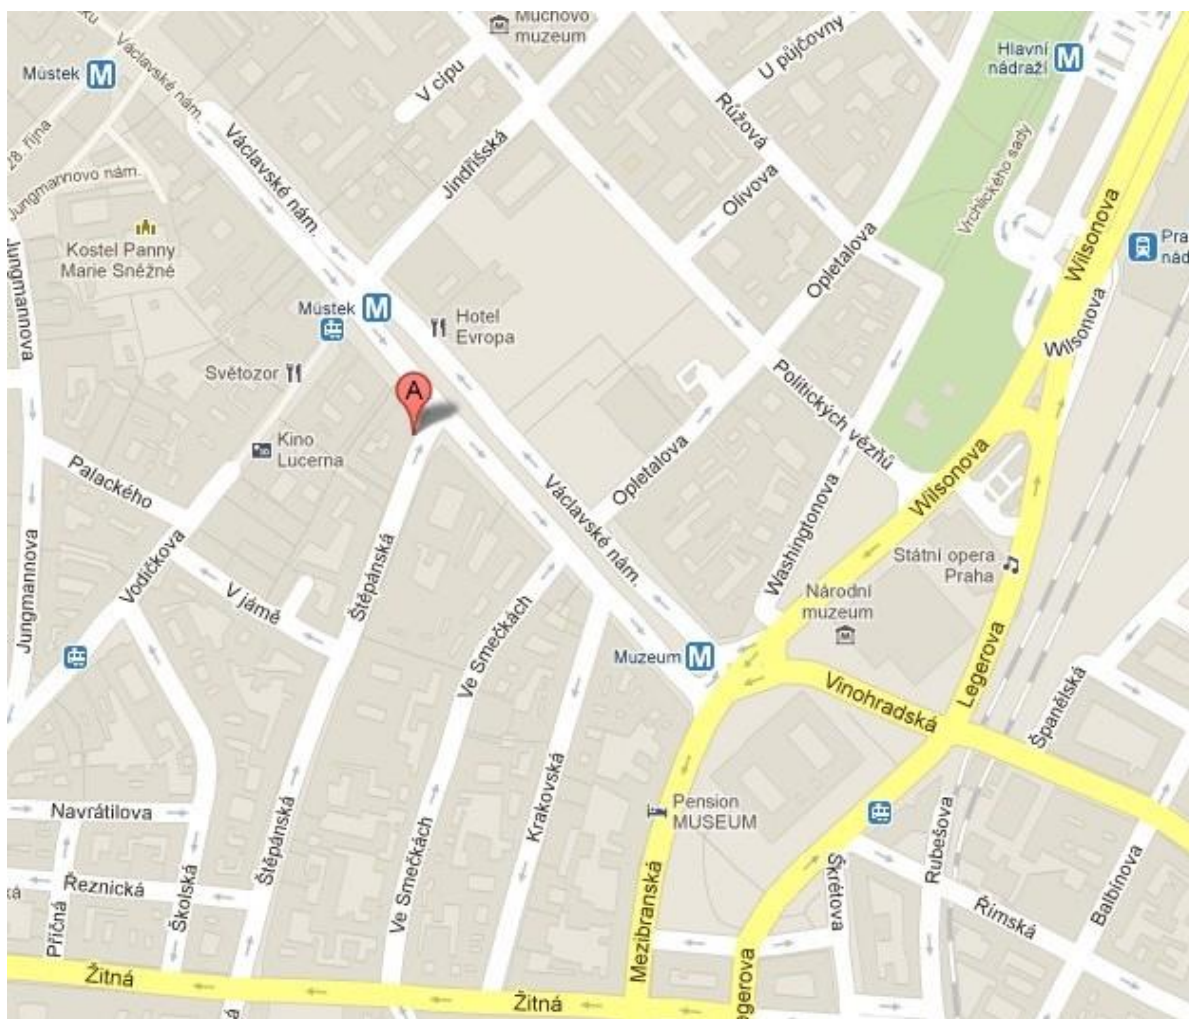 Muchovo
muzeum
Můstek
Václavské nám.
V cípu
U půjčovny
Hlavní
nádraží
28. října
Jungmannovo nám.
Václavské nám.
Jindřišská
Růžová
Olivova
Vrchlického sady
Wilsonova
Kostel Panny
Marie Sněžné
Jungmannova
Opletalova
Můstek
Hotel
Evropa
Wilsonova
Světozor
A
Politických vězňů
Kino
Lucerna
Palackého
Opletalova
Wilsonova
Václavské nám.
Washingtonova
Státní opera
Praha
Vodičkova
V jámě
Štěpánská
Národní
muzeum
Jungmannova
Ve Smečkách
Muzeum
Vinohradská
Legerova
Španělská
Navrátilova
Štěpánská
Krakovská
Pension
MUSEUM
Rubešova
Řeznická
Školská
Příčná
Ve Smečkách
Mezibranská
Škrétova
Římská
Balbínova
Žitná
Žitná
Legerova